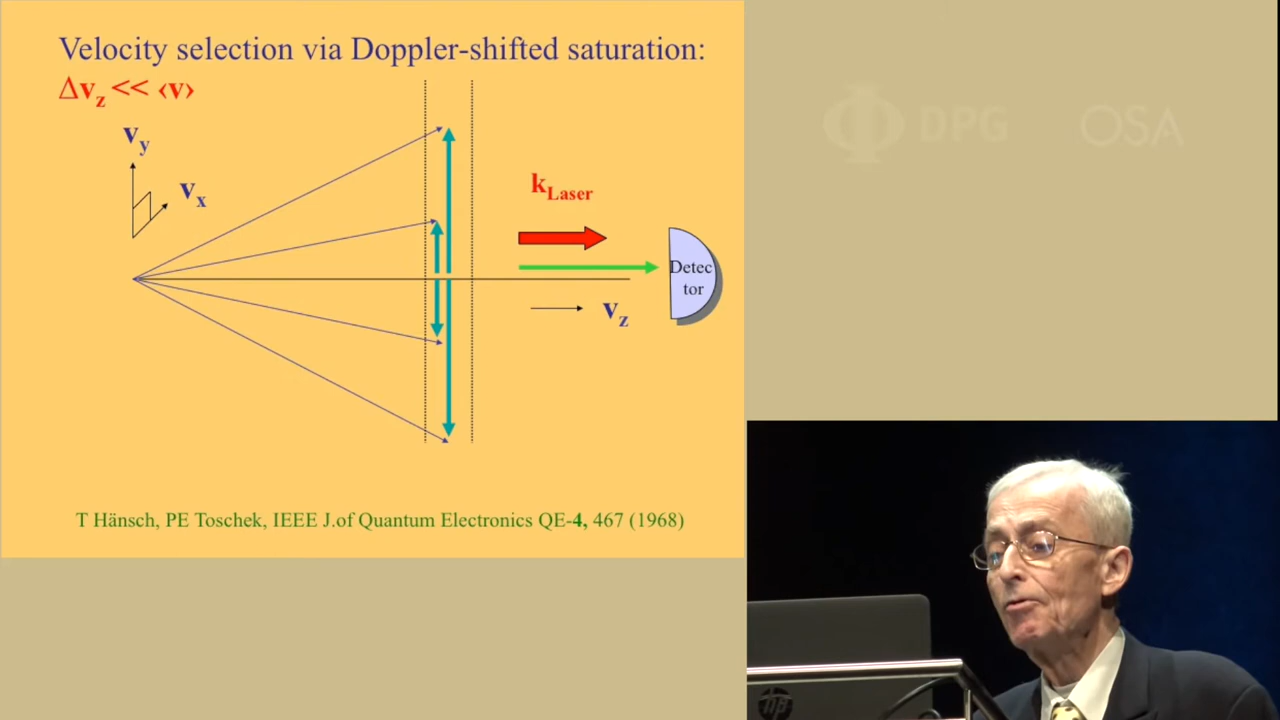 Velocity selection via Doppler-shifted saturation:
Δvz << ‹v›
vy
vx
kLaser
Detec
tor
vz
T Hänsch, PE Toschek, IEEE J.of Quantum Electronics QE-4, 467 (1968)
DPG
OSA
hp